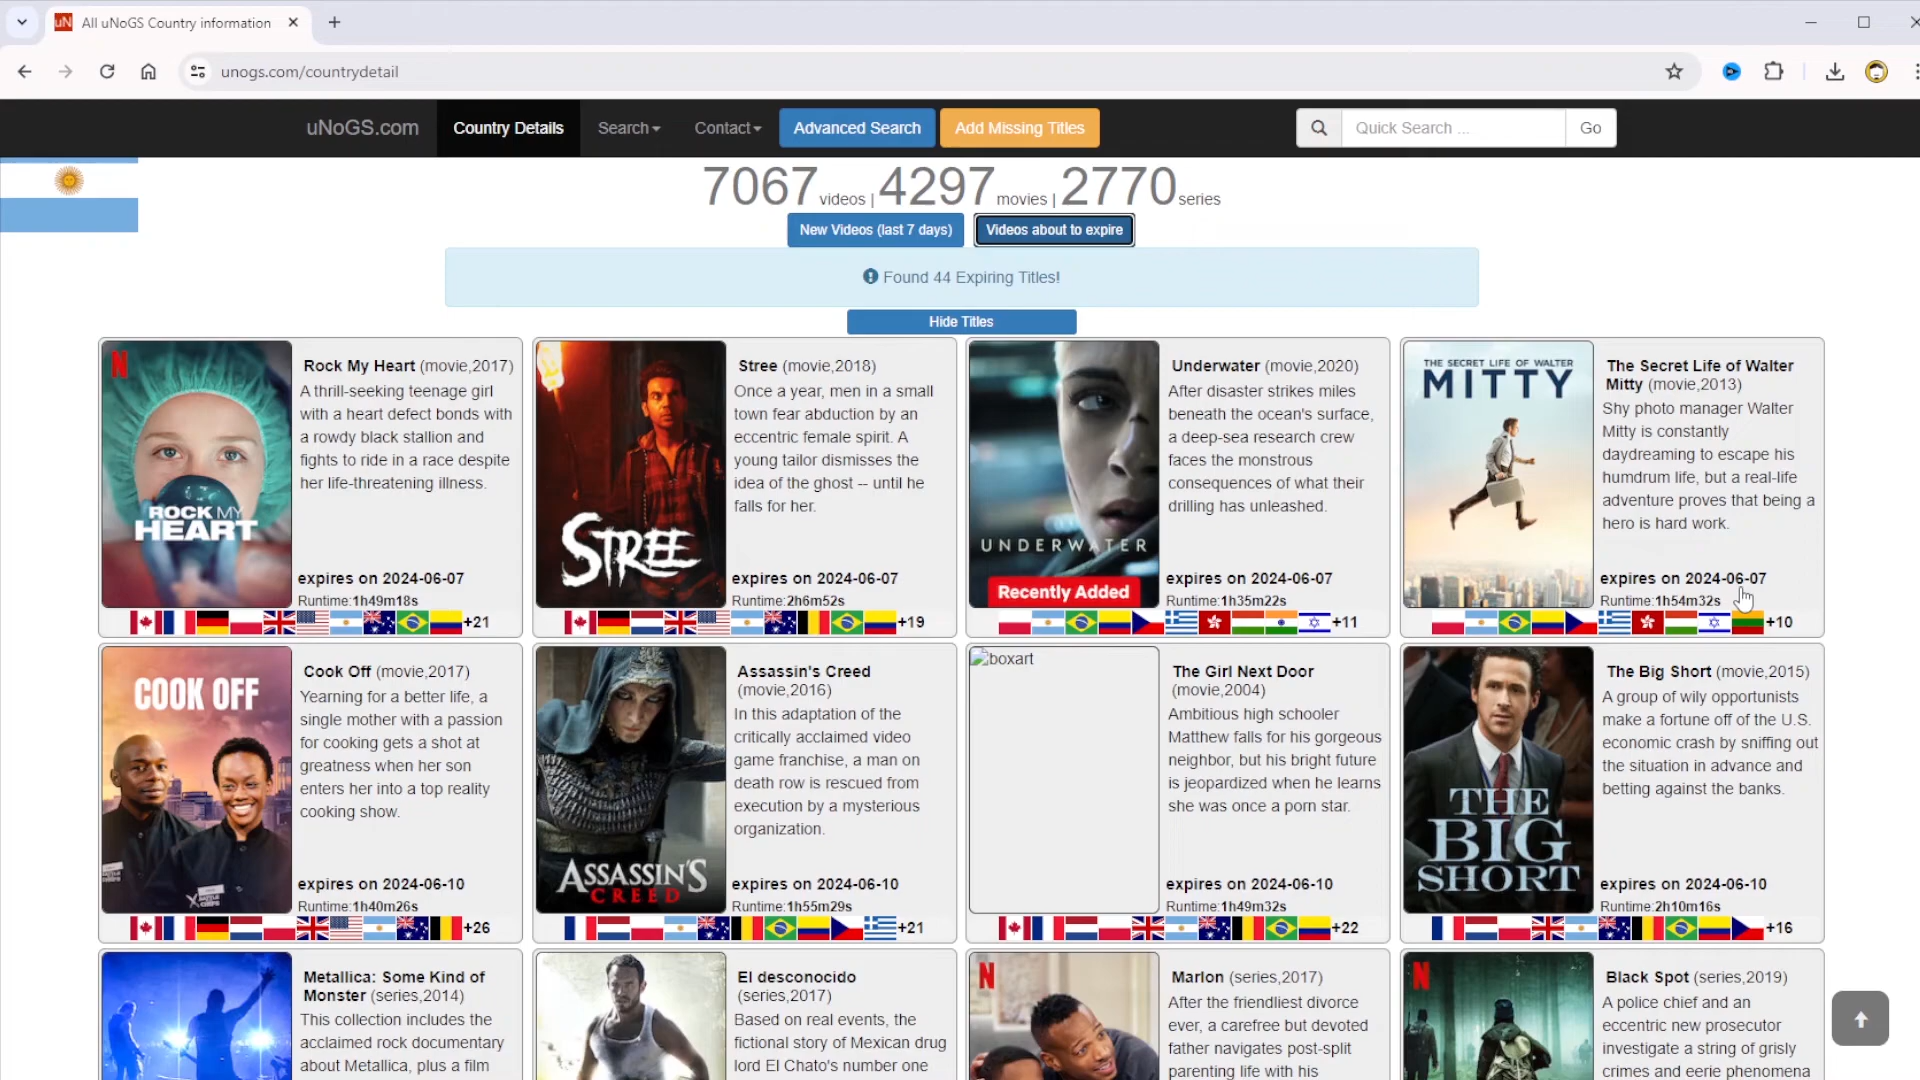 All uNoGS Country information
unogs.com/countrydetail
uNoGS.com
Country Details
Search
Contact
Advanced Search
Add Missing Titles
Quick Search ...
Go
7067 videos | 4297 movies | 2770 series
New Videos (last 7 days)
Videos about to expire
Found 44 Expiring Titles!
Hide Titles
ROCK MY
HEART
Rock My Heart (movie,2017)
A thrill-seeking teenage girl
with a heart defect bonds with
a rowdy black stallion and
fights to ride in a race despite
her life-threatening illness.
expires on 2024-06-07
Runtime:1h49m18s
+21
STREE
Stree (movie,2018)
Once a year, men in a small
town fear abduction by an
eccentric female spirit. A
young tailor dismisses the
idea of the ghost -- until he
falls for her.
expires on 2024-06-07
Runtime:2h6m52s
+19
UNDERWATER
Recently Added
Underwater (movie,2020)
After disaster strikes miles
beneath the ocean's surface,
a deep-sea research crew
faces the monstrous
consequences of what their
drilling has unleashed.
expires on 2024-06-07
Runtime:1h35m22s
+11
THE SECRET LIFE OF WALTER
MITTY
The Secret Life of Walter
Mitty (movie,2013)
Shy photo manager Walter
Mitty is constantly
daydreaming to escape his
humdrum life, but a real-life
adventure proves that being a
hero is hard work.
expires on 2024-06-07
Runtime:1h54m32s
+10
COOK OFF
Cook Off (movie,2017)
Yearning for a better life, a
single mother with a passion
for cooking gets a shot at
greatness when her son
enters her into a top reality
cooking show.
expires on 2024-06-10
Runtime:1h40m26s
+26
ASSASSIN'S
CREED
Assassin's Creed
(movie,2016)
In this adaptation of the
critically acclaimed video
game franchise, a man on
death row is rescued from
execution by a mysterious
organization.
expires on 2024-06-10
Runtime:1h55m29s
+21
boxart
The Girl Next Door
(movie,2004)
Ambitious high schooler
Matthew falls for his gorgeous
neighbor, but his bright future
is jeopardized when he learns
she was once a porn star.
expires on 2024-06-10
Runtime:1h49m32s
+22
THE
BIG
SHORT
The Big Short (movie,2015)
A group of wily opportunists
make a fortune off of the U.S.
economic crash by sniffing out
the situation in advance and
betting against the banks.
expires on 2024-06-10
Runtime:2h10m16s
+16
Metallica: Some Kind of
Monster (series,2014)
This collection includes the
acclaimed rock documentary
about Metallica, plus a film
El desconocido
(series,2017)
Based on real events, the
fictional story of Mexican drug
lord El Chato's number one
Marlon (series,2017)
After the friendliest divorce
ever, a carefree but devoted
father navigates post-split
parenting life with his
Black Spot (series,2019)
A police chief and an
eccentric new prosecutor
investigate a string of grisly
crimes and eerie phenomena